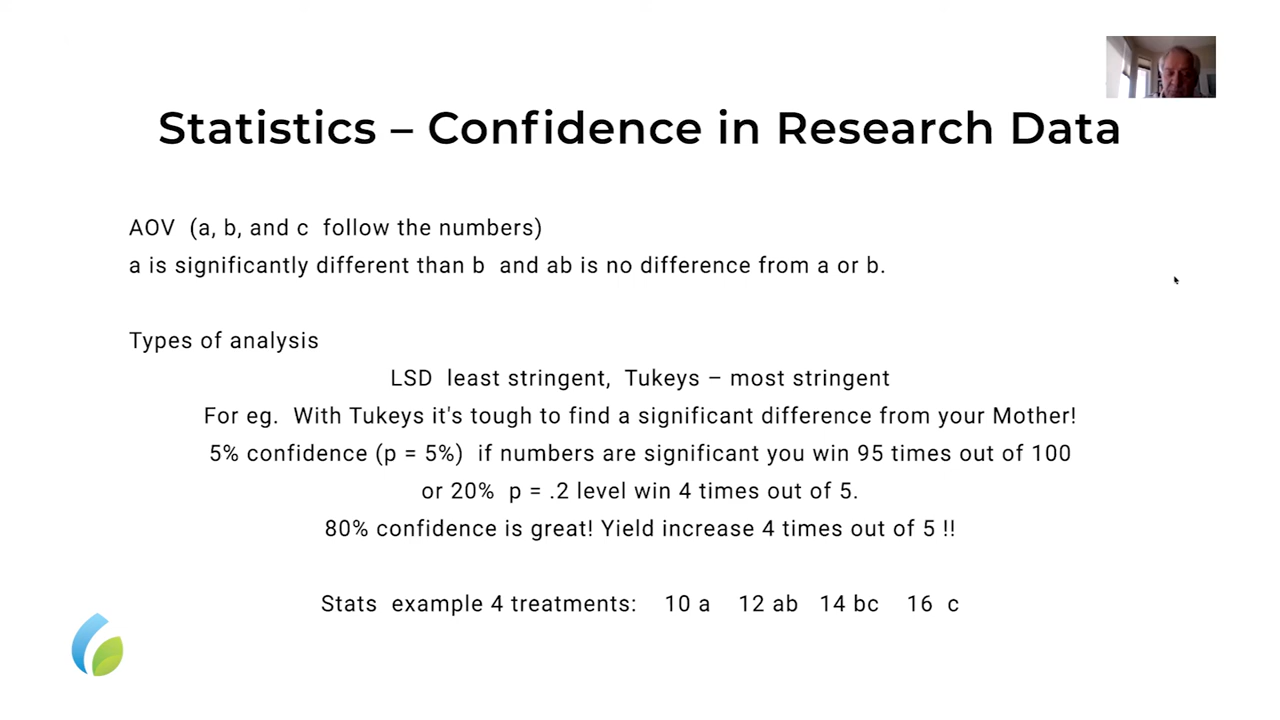 Statistics – Confidence in Research Data
AOV (a, b, and c follow the numbers)
a is significantly different than b and ab is no difference from a or b.
Types of analysis
LSD least stringent, Tukeys – most stringent
For eg. With Tukeys it's tough to find a significant difference from your Mother!
5% confidence (p = 5%) if numbers are significant you win 95 times out of 100
or 20% p = .2 level win 4 times out of 5.
80% confidence is great! Yield increase 4 times out of 5 !!
Stats example 4 treatments: 10 a 12 ab 14 bc 16 c